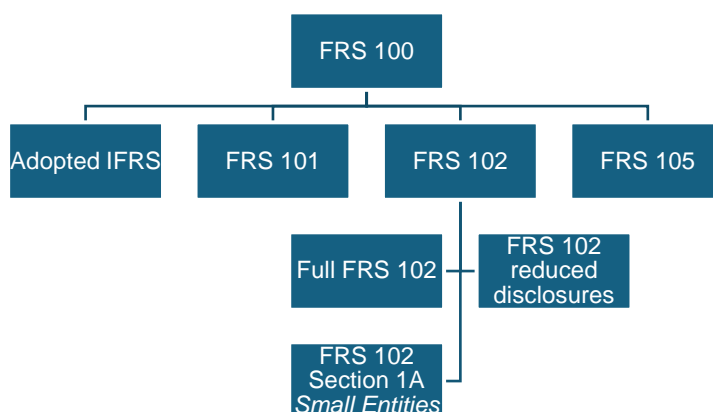 FRS 100
Adopted IFRS
FRS 101
FRS 102
FRS 105
Full FRS 102
FRS 102
reduced
disclosures
FRS 102
Section 1A
Small Entities